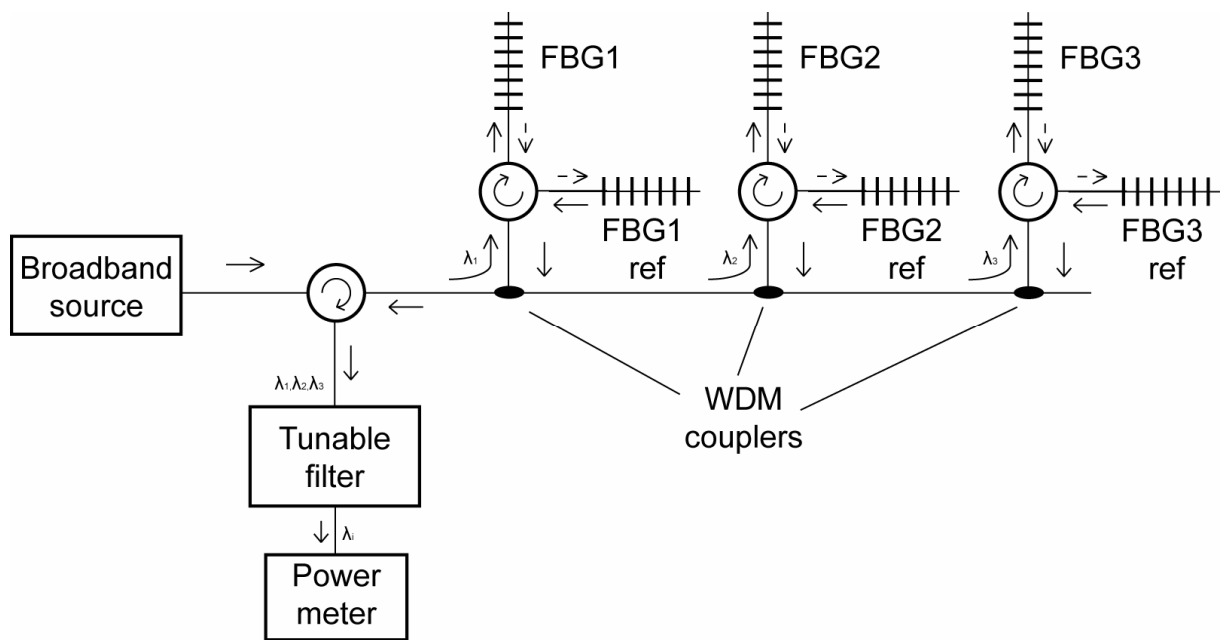 FBG1
FBG2
FBG3
FBG1
ref
FBG2
ref
FBG3
ref
Broadband
source
λ₁
λ₂
λ₃
λ₁,λ₂,λ₃
WDM
couplers
Tunable
filter
λᵢ
Power
meter